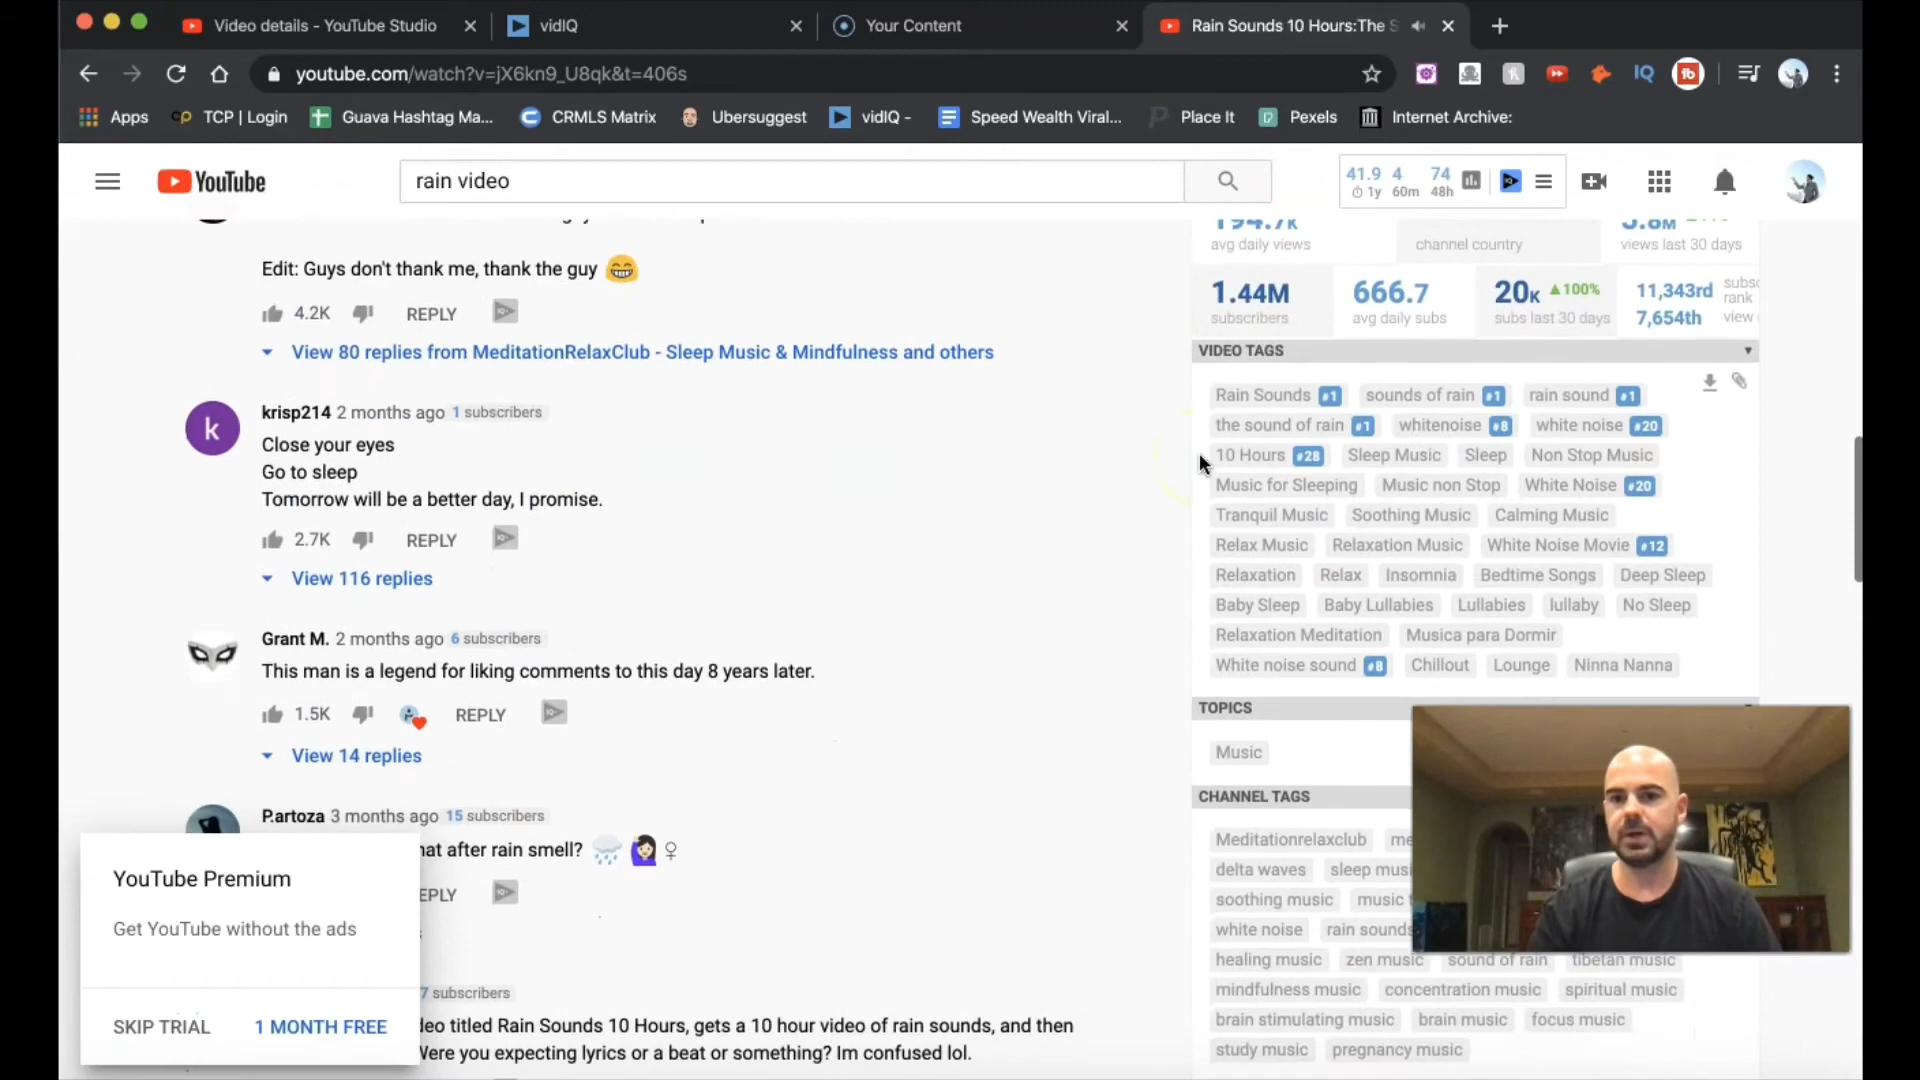 Video details - YouTube Studio
vidIQ
Your Content
Rain Sounds 10 Hours:The S
youtube.com/watch?v=jX6kn9_U8qk&t=406s
Apps
TCP | Login
Guava Hashtag Ma...
CRMLS Matrix
Ubersuggest
vidIQ -
Speed Wealth Viral...
Place It
Pexels
Internet Archive:
YouTube
rain video
41.9 4 74
1y 60m 48h
194.7K
avg daily views
channel country
5.8M
views last 30 days
Edit: Guys don't thank me, thank the guy
4.2K REPLY
View 80 replies from MeditationRelaxClub - Sleep Music & Mindfulness and others
krisp214 2 months ago 1 subscribers
k
Close your eyes
Go to sleep
Tomorrow will be a better day, I promise.
2.7K REPLY
View 116 replies
Grant M. 2 months ago 6 subscribers
This man is a legend for liking comments to this day 8 years later.
1.5K REPLY
View 14 replies
P.artoza 3 months ago 15 subscribers
hat after rain smell?
EPLY
7 subscribers
deo titled Rain Sounds 10 Hours, gets a 10 hour video of rain sounds, and then
Were you expecting lyrics or a beat or something? Im confused lol.
YouTube Premium
Get YouTube without the ads
SKIP TRIAL
1 MONTH FREE
1.44M
subscribers
666.7
avg daily subs
20K ▲100%
subs last 30 days
11,343rd subsc
rank
7,654th view
VIDEO TAGS
Rain Sounds #1 sounds of rain #1 rain sound #1
the sound of rain #1 whitenoise #8 white noise #20
10 Hours #28 Sleep Music Sleep Non Stop Music
Music for Sleeping Music non Stop White Noise #20
Tranquil Music Soothing Music Calming Music
Relax Music Relaxation Music White Noise Movie #12
Relaxation Relax Insomnia Bedtime Songs Deep Sleep
Baby Sleep Baby Lullabies Lullabies lullaby No Sleep
Relaxation Meditation Musica para Dormir
White noise sound #8 Chillout Lounge Ninna Nanna
TOPICS
Music
CHANNEL TAGS
Meditationrelaxclub me
delta waves sleep musi
soothing music music t
white noise rain sounds
healing music zen music sound of rain tibetan music
mindfulness music concentration music spiritual music
brain stimulating music brain music focus music
study music pregnancy music